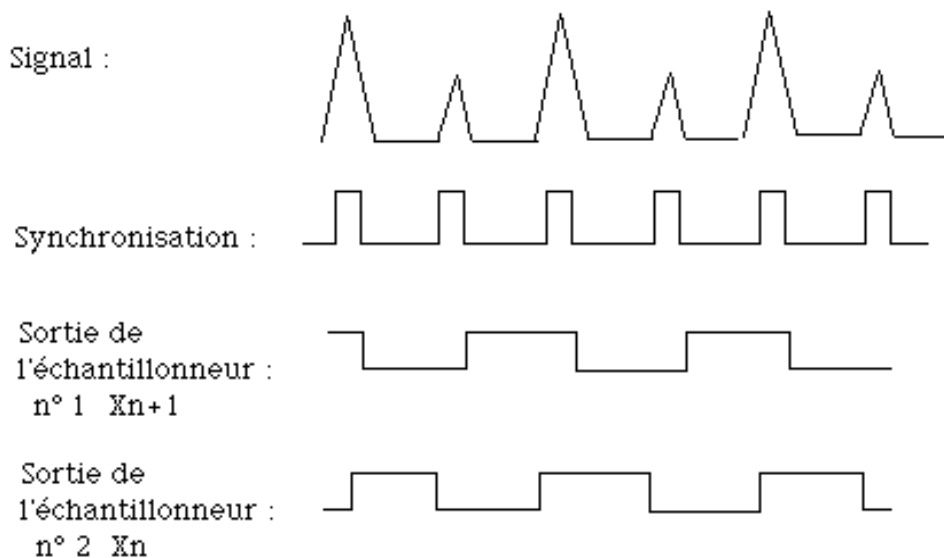 Signal :
Synchronisation :
Sortie de
l'échantillonneur :
n° 1 Xn+1
Sortie de
l'échantillonneur :
n° 2 Xn